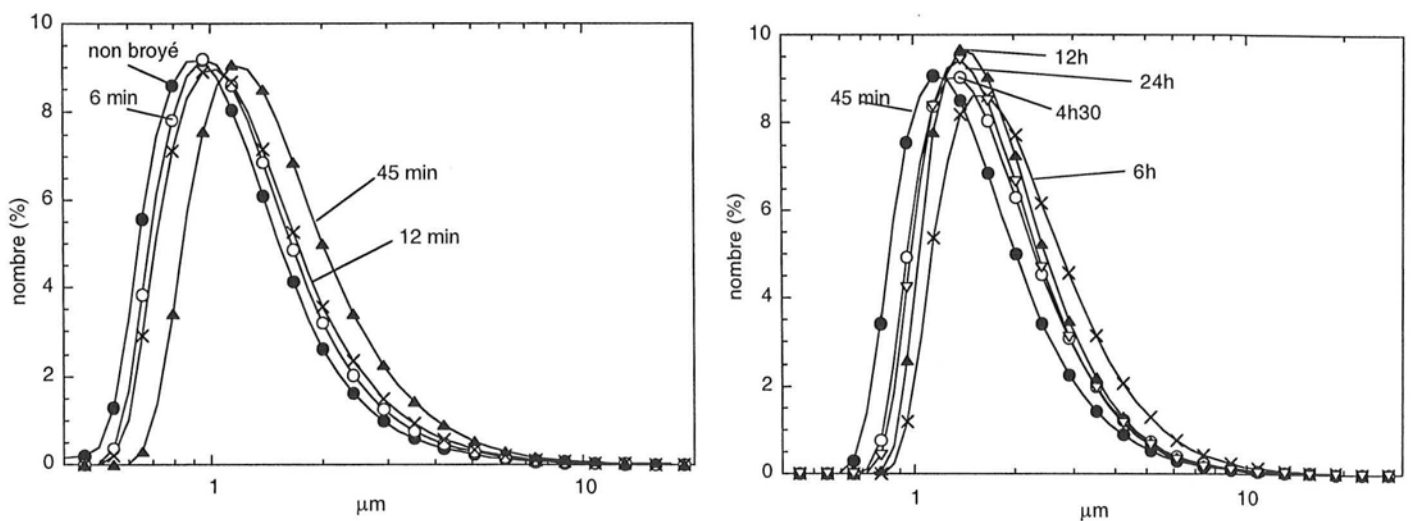 10
8
6
4
2
0
nombre (%)
non broyé
6 min
45 min
12 min
1
10
µm
10
8
6
4
2
0
nombre (%)
45 min
12h
24h
4h30
6h
1
10
µm